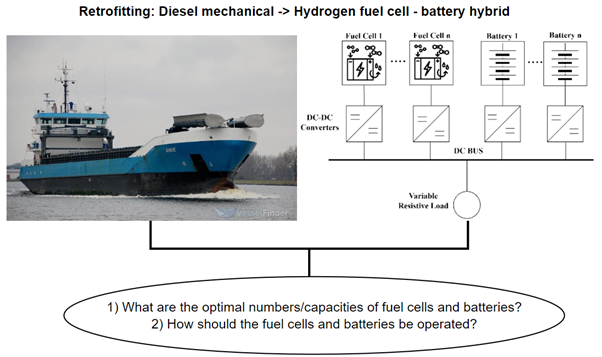 Retrofitting: Diesel mechanical -> Hydrogen fuel cell - battery hybrid
Fuel Cell 1
Fuel Cell n
Battery 1
Battery n
DC-DC
Converters
DC BUS
Variable
Resistive Load
VesselFinder
1) What are the optimal numbers/capacities of fuel cells and batteries?
2) How should the fuel cells and batteries be operated?